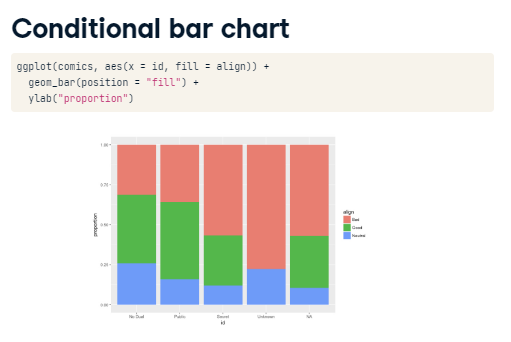 Conditional bar chart
ggplot(comics, aes(x = id, fill = align)) +
geom_bar(position = "fill") +
ylab("proportion")
1.00
0.75
0.50
0.25
0.00
proportion
No Dual
Public
Secret
Unknown
NA
id
align
Bad
Good
Neutral